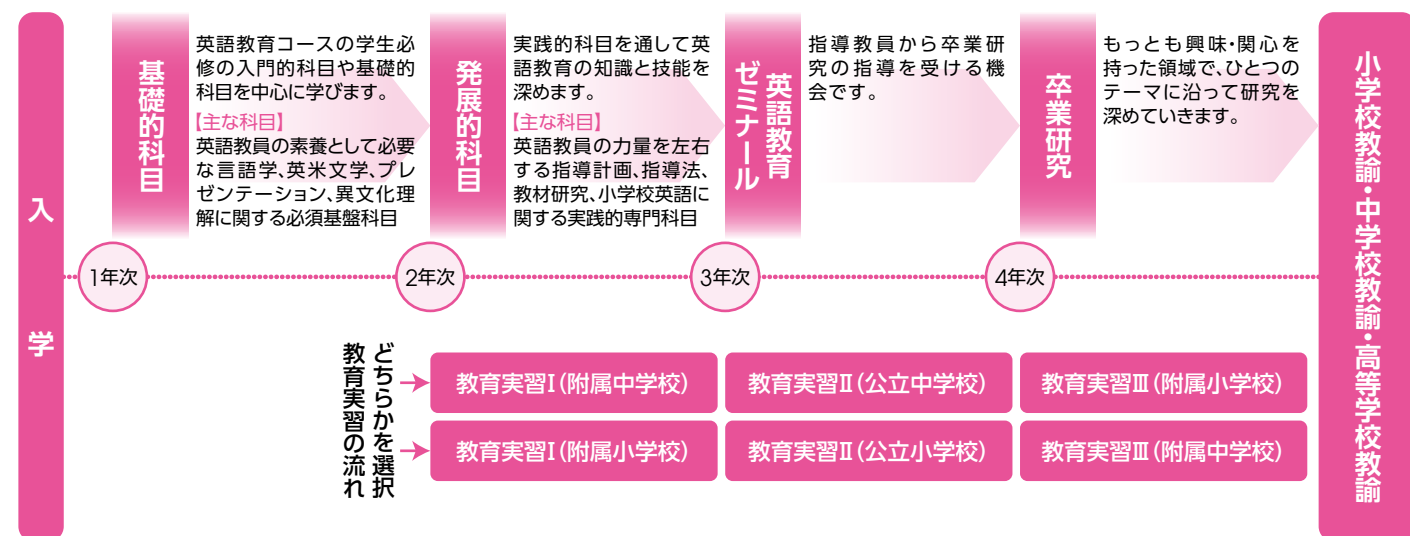 入学
基礎的科目
英語教育コースの学生必
修の入門的科目や基礎的
科目を中心に学びます。
【主な科目】
英語教員の素養として必要
な言語学、英米文学、プレ
ゼンテーション、異文化理
解に関する必須基盤科目
発展的科目
実践的科目を通して英
語教育の知識と技能を
深めます。
【主な科目】
英語教員の力量を左右
する指導計画、指導法、
教材研究、小学校英語に
関する実践的専門科目
英語教育
ゼミナール
指導教員から卒業研
究の指導を受ける機
会です。
卒業研究
もっとも興味・関心を
持った領域で、ひとつの
テーマに沿って研究を
深めていきます。
1年次
2年次
3年次
4年次
どちらかを選択
教育実習の流れ
教育実習Ⅰ(附属中学校)
教育実習Ⅱ(公立中学校)
教育実習Ⅲ(附属小学校)
教育実習Ⅰ(附属小学校)
教育実習Ⅱ(公立小学校)
教育実習Ⅲ(附属中学校)
小学校教諭・中学校教諭・高等学校教諭